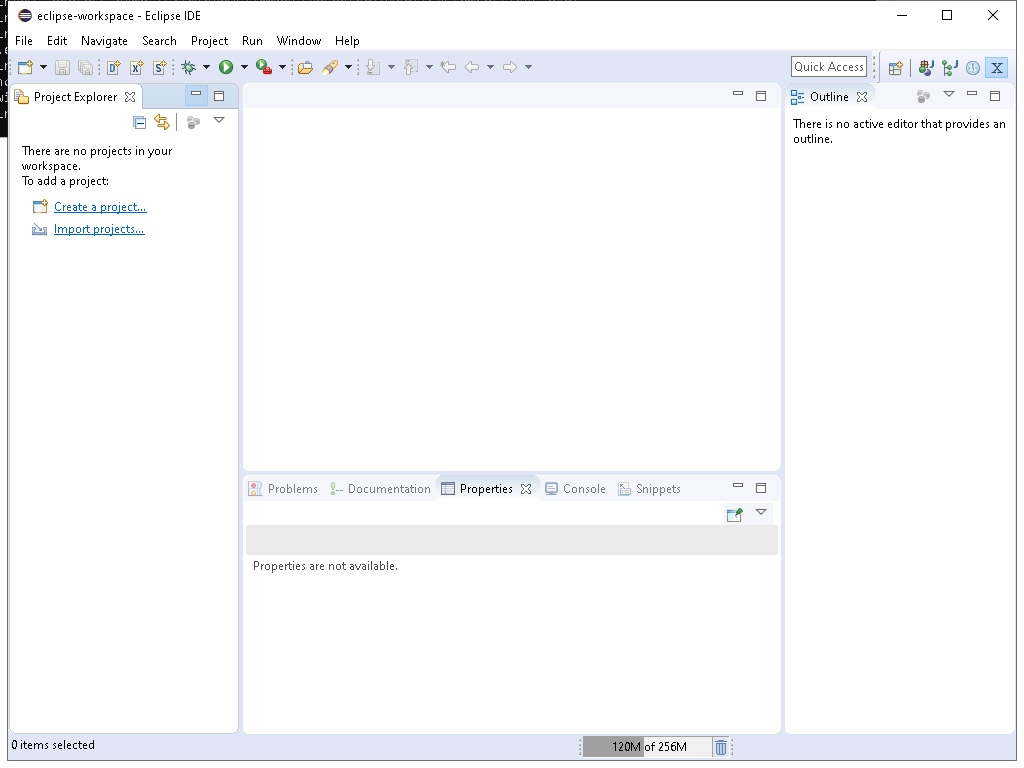 eclipse-workspace - Eclipse IDE
File Edit Navigate Search Project Run Window Help
Quick Access
Project Explorer
There are no projects in your
workspace.
To add a project:
Create a project...
Import projects...
Outline
There is no active editor that provides an
outline.
Problems Documentation Properties Console Snippets
Properties are not available.
0 items selected
120M of 256M